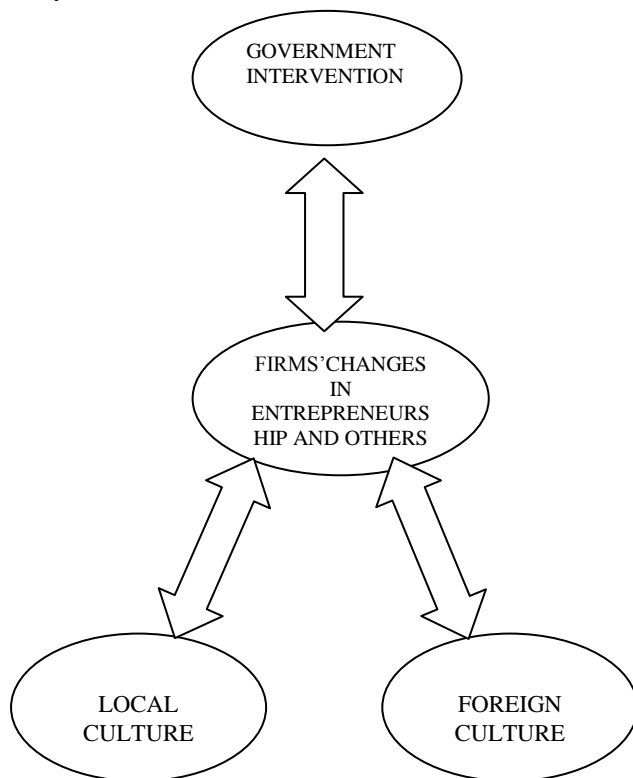 GOVERNMENT
INTERVENTION
FIRMS’CHANGES
IN
ENTREPRENEURS
HIP AND OTHERS
LOCAL
CULTURE
FOREIGN
CULTURE